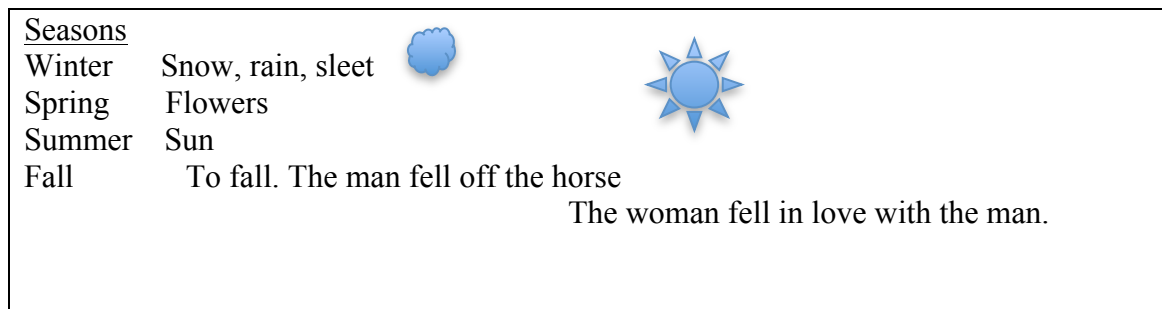 Seasons
Winter Snow, rain, sleet
Spring Flowers
Summer Sun
Fall To fall. The man fell off the horse
The woman fell in love with the man.